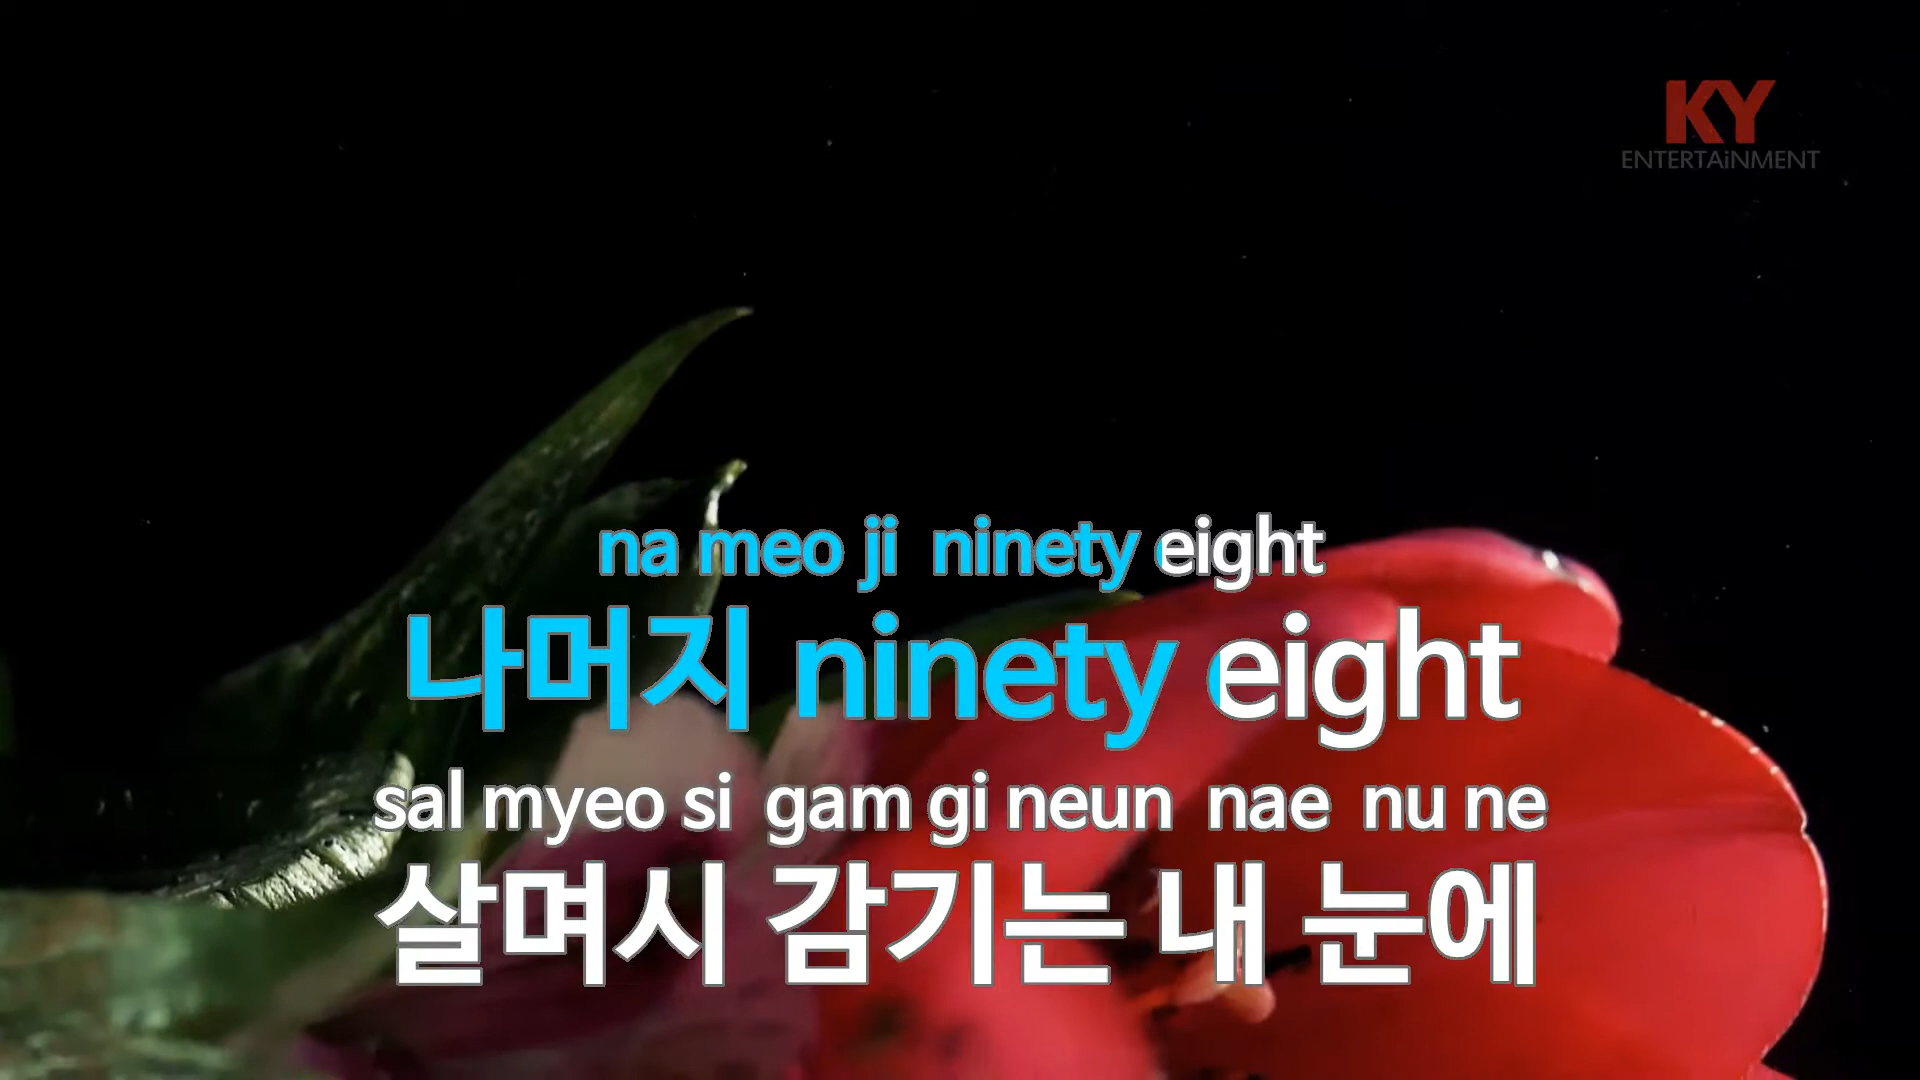 KY
ENTERTAiNMENT
na meo ji ninety eight
나머지 ninety eight
sal myeo si gam gi neun nae nu ne
살며시 감기는 내 눈에